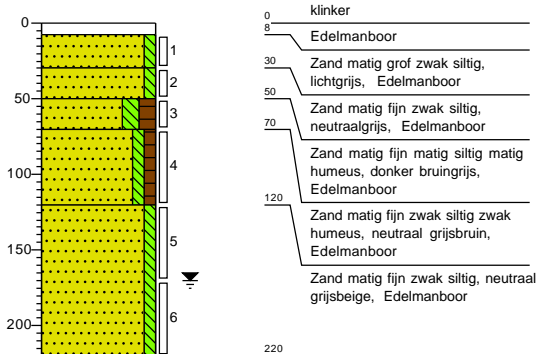 0
50
100
150
200
1
2
3
4
5
6
0
klinker
8
Edelmanboor
30
Zand matig grof zwak siltig,
lichtgrijs, Edelmanboor
50
Zand matig fijn zwak siltig,
neutraalgrijs, Edelmanboor
70
Zand matig fijn matig siltig matig
humeus, donker bruingrijs,
Edelmanboor
120
Zand matig fijn zwak siltig zwak
humeus, neutraal grijsbruin,
Edelmanboor
Zand matig fijn zwak siltig, neutraal
grijsbeige, Edelmanboor
220